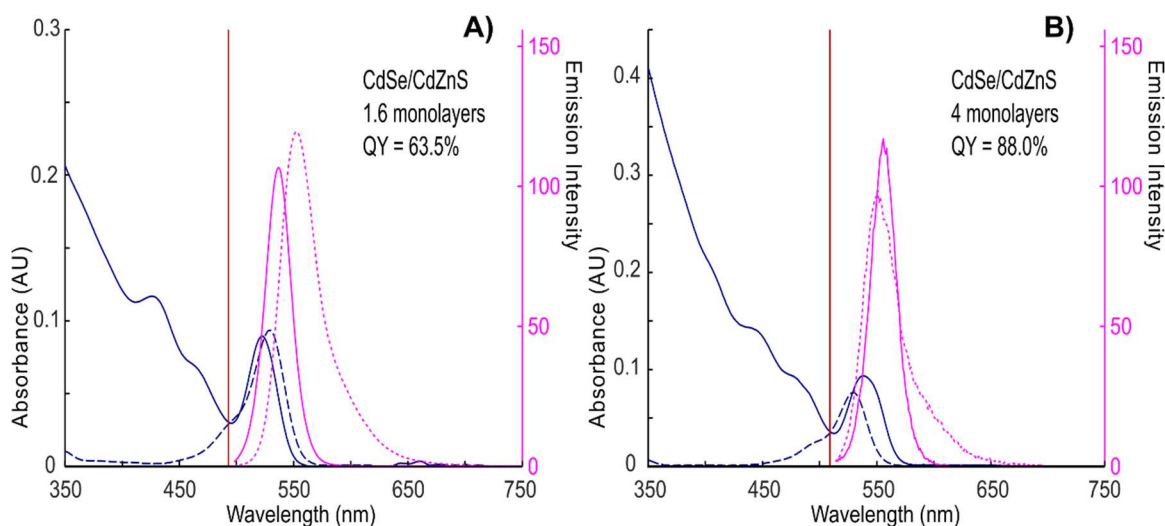 A)
CdSe/CdZnS
1.6 monolayers
QY = 63.5%
0.3
0.2
0.1
0
Absorbance (AU)
150
100
50
0
Emission Intensity
350
450
550
650
750
Wavelength (nm)
B)
CdSe/CdZnS
4 monolayers
QY = 88.0%
0.4
0.3
0.2
0.1
0
Absorbance (AU)
150
100
50
0
Emission Intensity
350
450
550
650
750
Wavelength (nm)